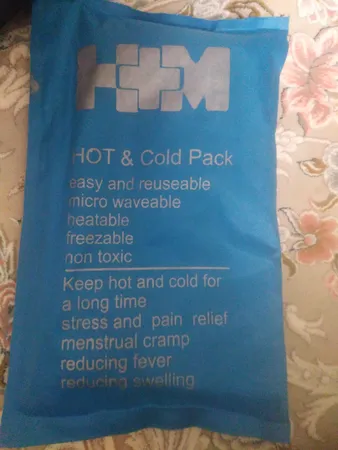 H+M
HOT & Cold Pack
easy and reuseable
micro waveable
heatable
freezable
non toxic
Keep hot and cold for
a long time
stress and pain relief
menstrual cramp
reducing fever
reducing swelling